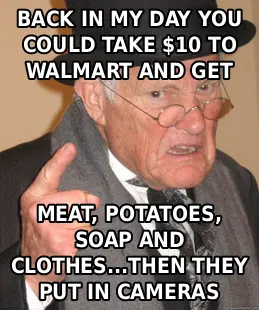 BACK IN MY DAY YOU
COULD TAKE $10 TO
WALMART AND GET
MEAT, POTATOES,
SOAP AND
CLOTHES...THEN THEY
PUT IN CAMERAS